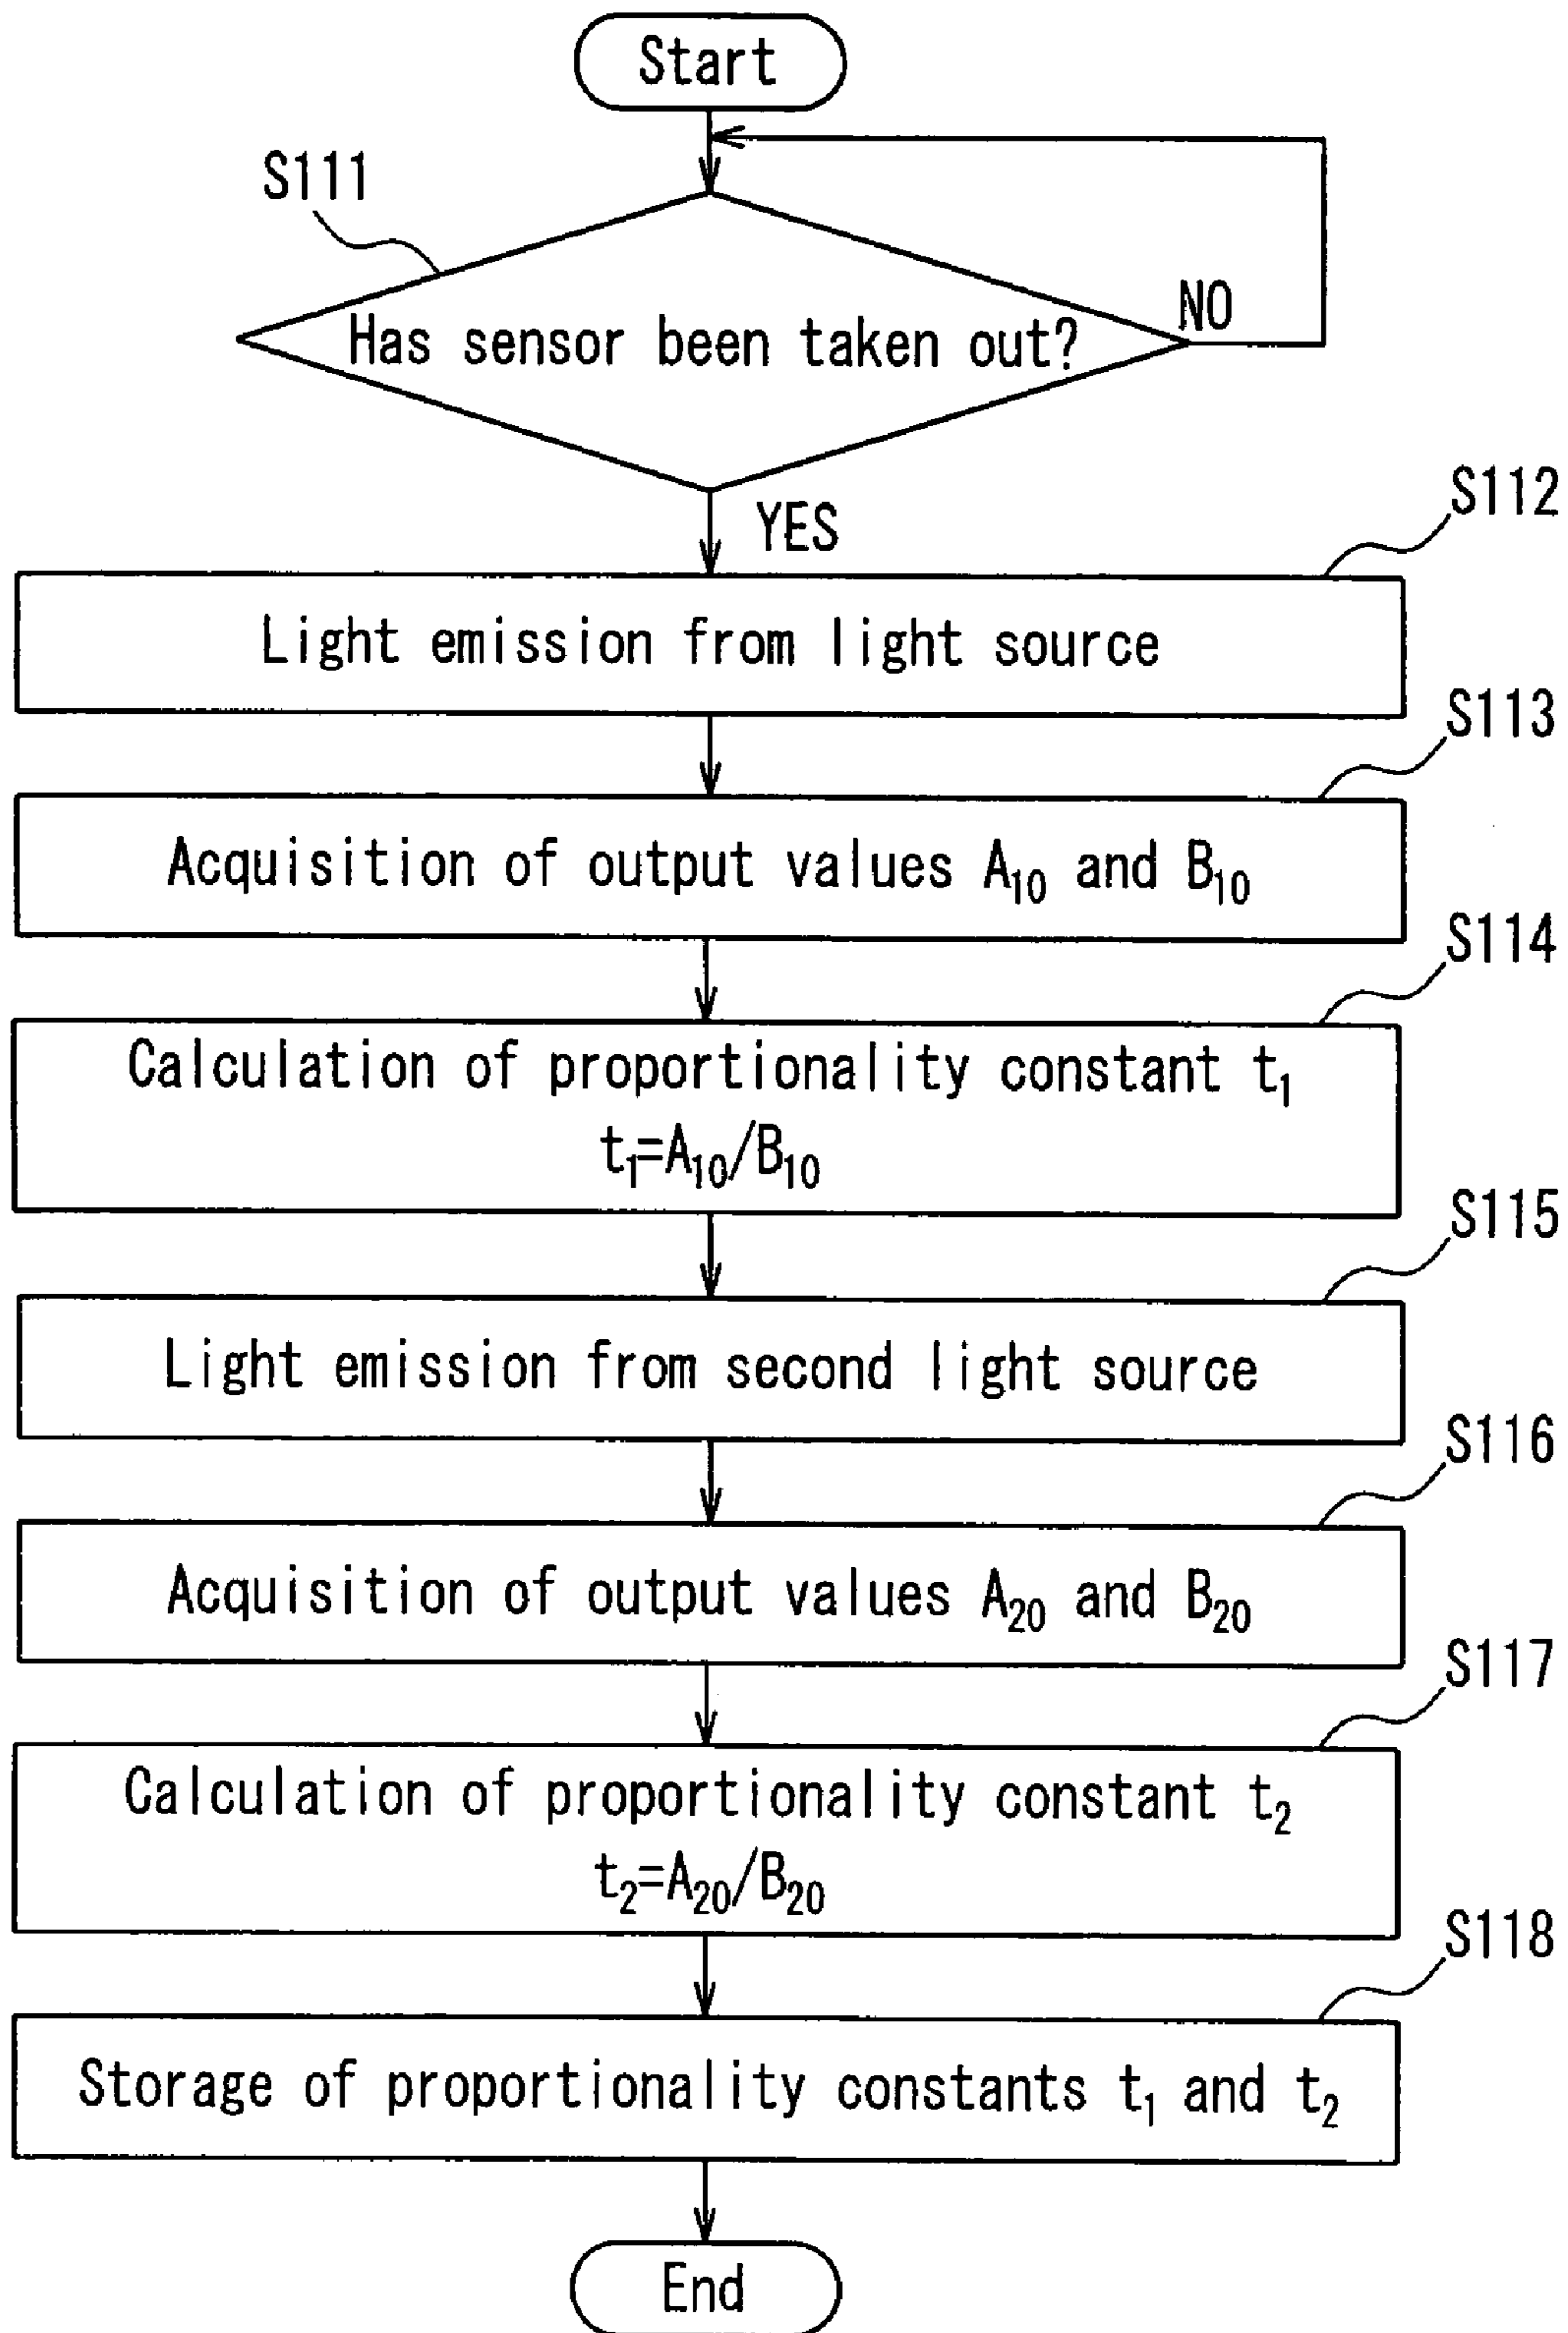 Start
S111
Has sensor been taken out?
NO
YES
S112
Light emission from light source
S113
Acquisition of output values A₁₀ and B₁₀
S114
Calculation of proportionality constant t₁
t₁=A₁₀/B₁₀
S115
Light emission from second light source
S116
Acquisition of output values A₂₀ and B₂₀
S117
Calculation of proportionality constant t₂
t₂=A₂₀/B₂₀
S118
Storage of proportionality constants t₁ and t₂
End